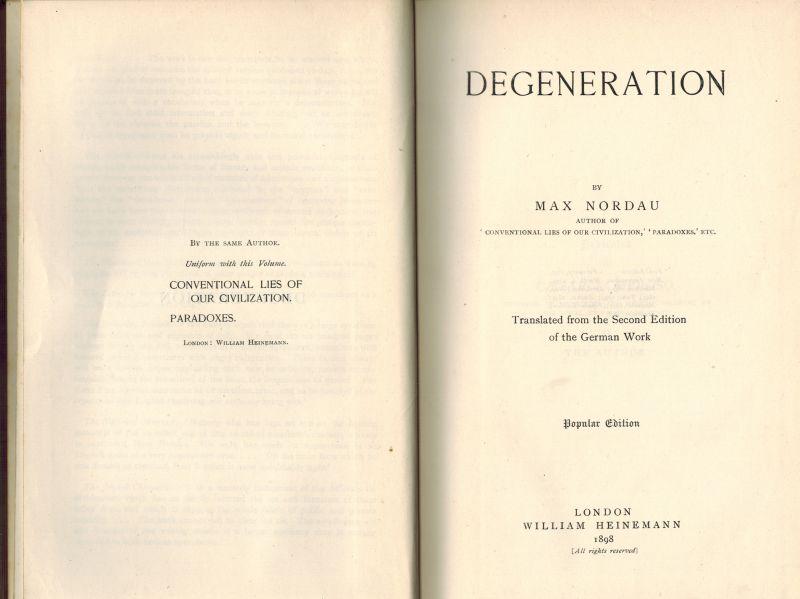 By the same Author.
Uniform with this Volume.
CONVENTIONAL LIES OF
OUR CIVILIZATION.
PARADOXES.
London: William Heinemann.
DEGENERATION
BY
MAX NORDAU
AUTHOR OF
'CONVENTIONAL LIES OF OUR CIVILIZATION,' 'PARADOXES,' ETC.
Translated from the Second Edition
of the German Work
Popular Edition
LONDON
WILLIAM HEINEMANN
1898
[All rights reserved]